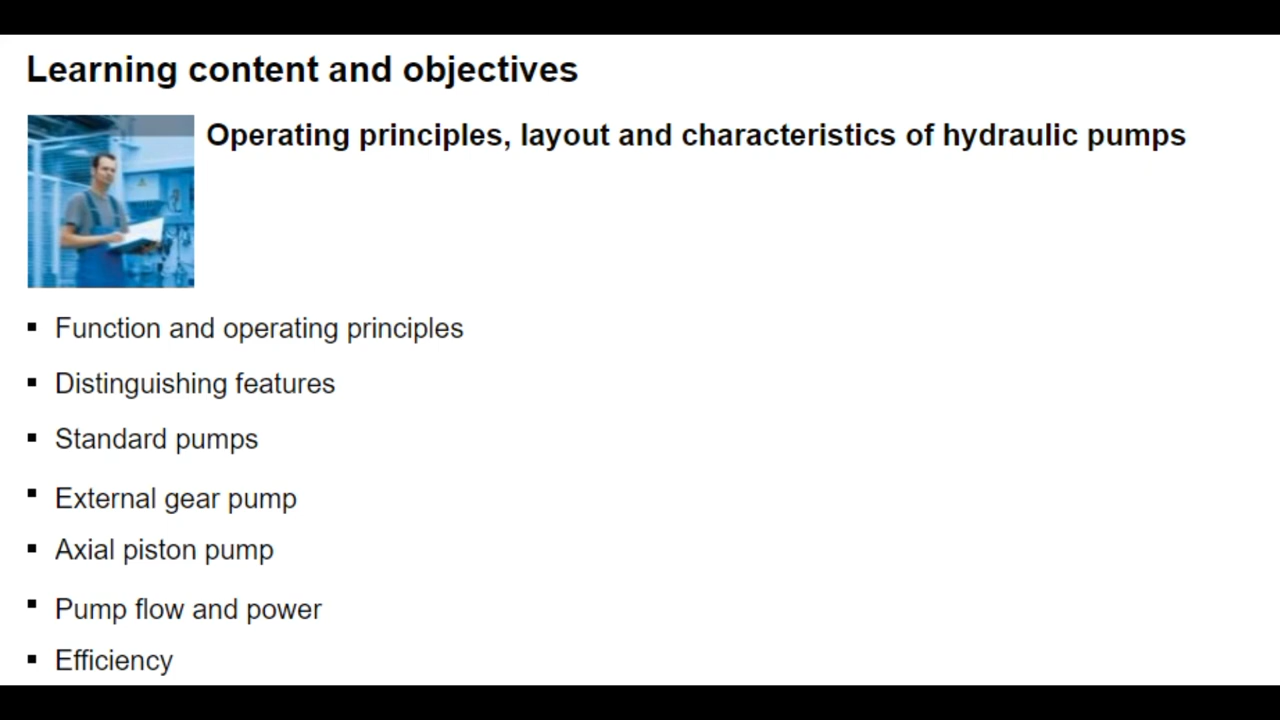 Learning content and objectives
Operating principles, layout and characteristics of hydraulic pumps
▪ Function and operating principles
▪ Distinguishing features
▪ Standard pumps
▪ External gear pump
▪ Axial piston pump
▪ Pump flow and power
▪ Efficiency